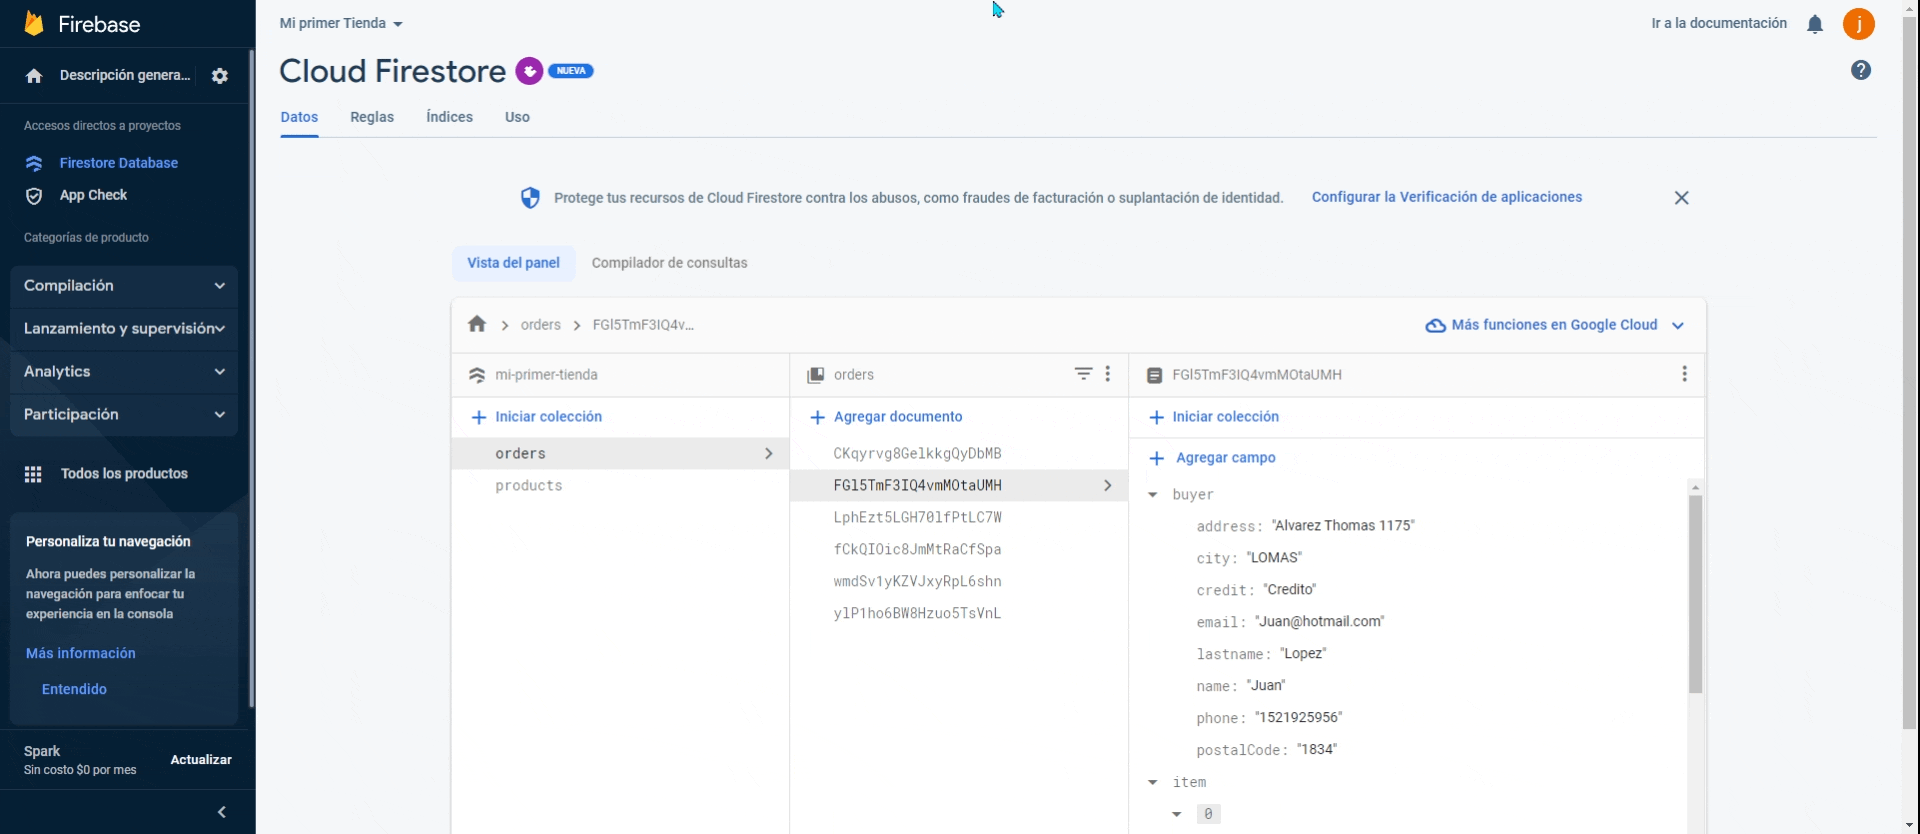 Firebase
Descripción genera...
Accesos directos a proyectos
Firestore Database
App Check
Categorías de producto
Compilación
Lanzamiento y supervisión
Analytics
Participación
Todos los productos
Personaliza tu navegación
Ahora puedes personalizar la
navegación para enfocar tu
experiencia en la consola
Más información
Entendido
Spark
Sin costo $0 por mes
Actualizar
Mi primer Tienda
Ir a la documentación
j
Cloud Firestore
NUEVA
Datos Reglas Índices Uso
Protege tus recursos de Cloud Firestore contra los abusos, como fraudes de facturación o suplantación de identidad. Configurar la Verificación de aplicaciones
Vista del panel Compilador de consultas
orders > FGl5TmF3IQ4v...
Más funciones en Google Cloud
mi-primer-tienda
+ Iniciar colección
orders
products
orders
+ Agregar documento
CKqyrvg8GelkkgQyDbMB
FGl5TmF3IQ4vmMOtaUMH
LphEzt5LGH70lfPtLC7W
fCkQIOic8JmMtRaCfSpa
wmdSv1yKZVJxyRpL6shn
ylP1ho6BW8Hzuo5TsVnL
FGl5TmF3IQ4vmMOtaUMH
+ Iniciar colección
+ Agregar campo
buyer
address: "Alvarez Thomas 1175"
city: "LOMAS"
credit: "Credito"
email: "Juan@hotmail.com"
lastname: "Lopez"
name: "Juan"
phone: "1521925956"
postalCode: "1834"
item
0